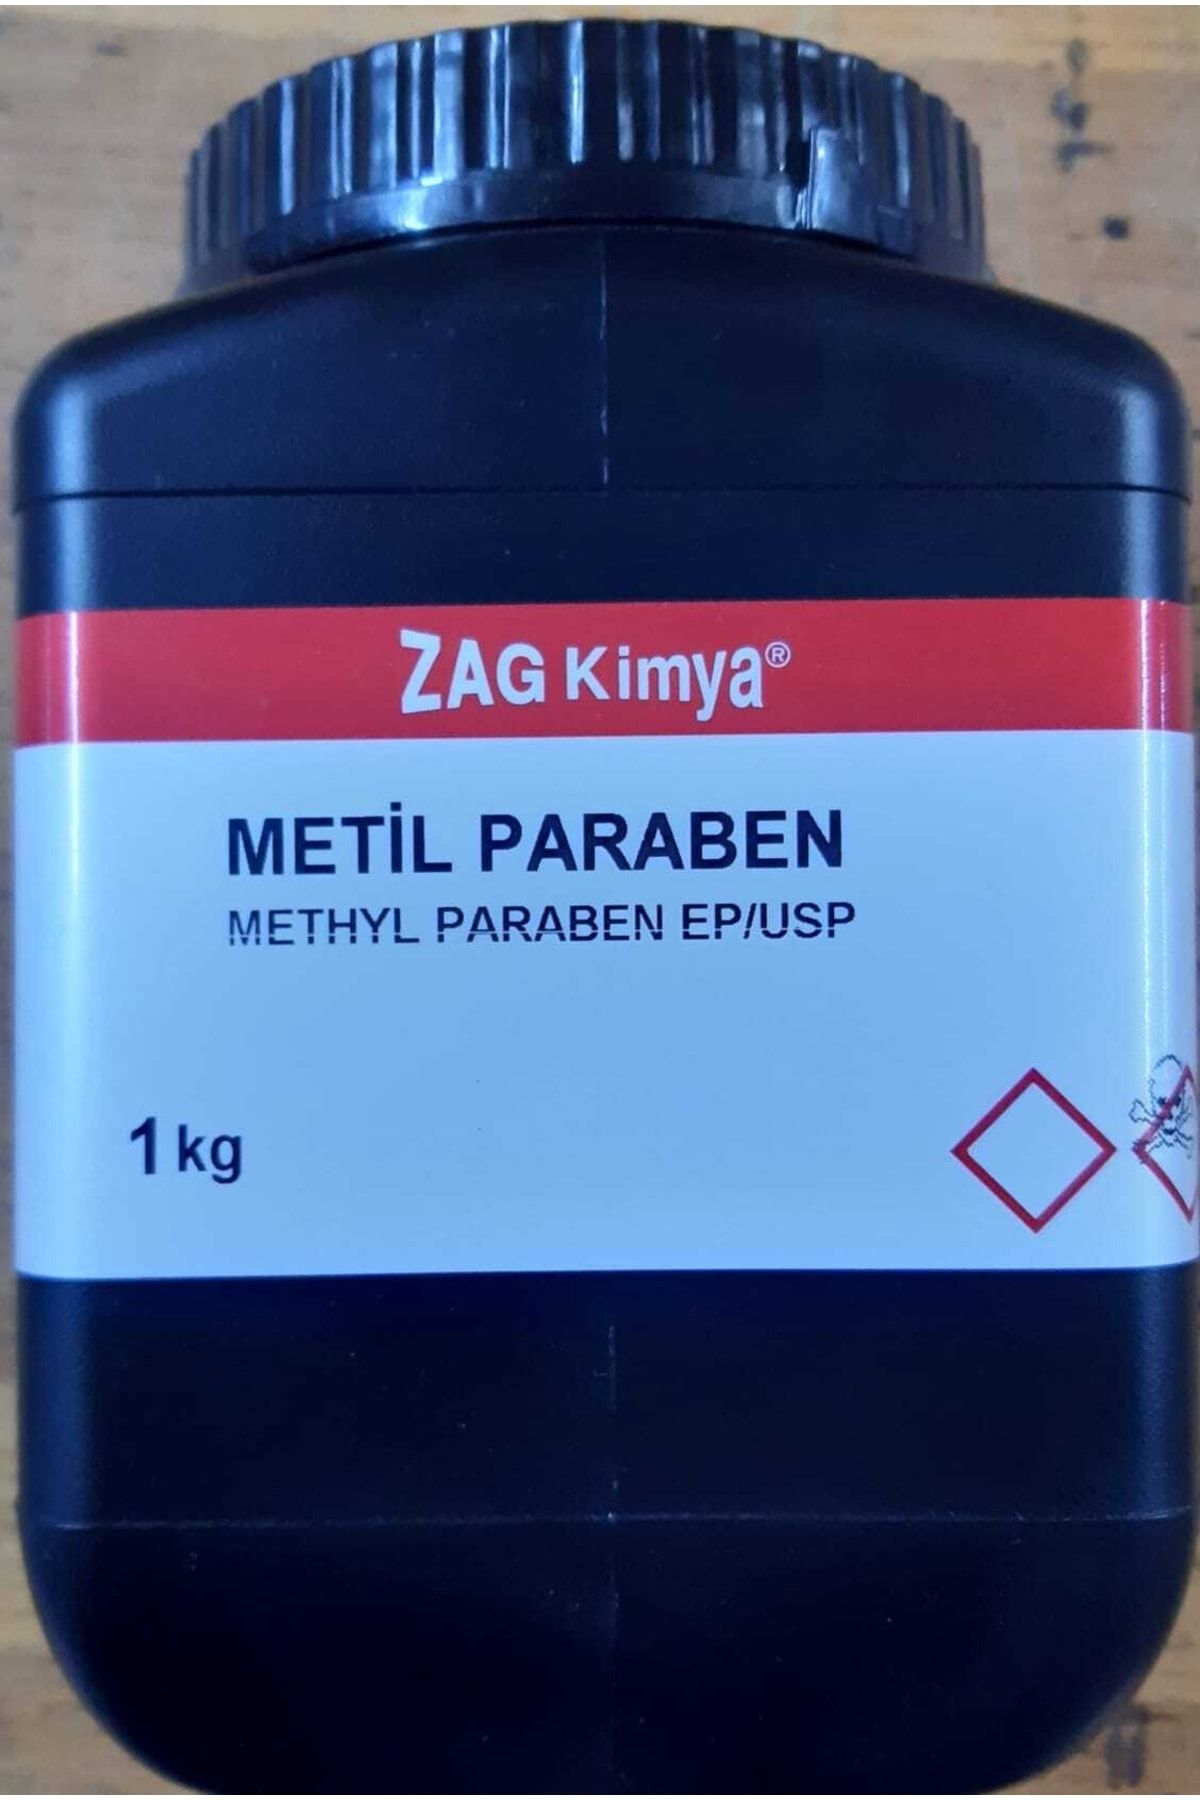 ZAG Kimya®
METİL PARABEN
METHYL PARABEN EP/USP
1 kg